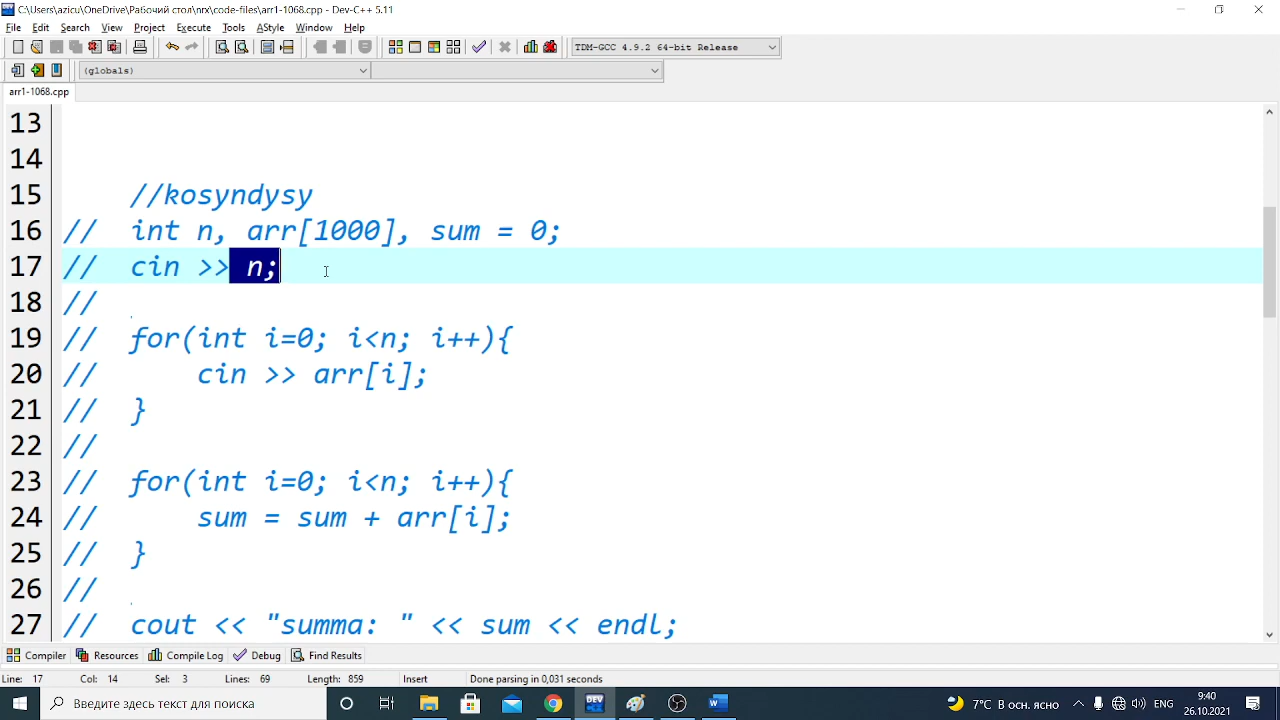 C:\Users\azicu\OneDrive\Рабочий стол\nrx\code-files\arr1-1068.cpp - Dev-C++ 5.11
File Edit Search View Project Execute Tools AStyle Window Help
TDM-GCC 4.9.2 64-bit Release
(globals)
arr1-1068.cpp
13
14
15 //kosyndysy
16 // int n, arr[1000], sum = 0;
17 // cin >> n;
18 //
19 // for(int i=0; i<n; i++){
20 // cin >> arr[i];
21 // }
22 //
23 // for(int i=0; i<n; i++){
24 // sum = sum + arr[i];
25 // }
26 //
27 // cout << "summa: " << sum << endl;
Compiler Resources Compile Log Debug Find Results
Line: 17 Col: 14 Sel: 3 Lines: 69 Length: 859 Insert Done parsing in 0,031 seconds
Введите здесь текст для поиска DEV W 7°C В осн. ясно ENG 9:40
26.10.2021